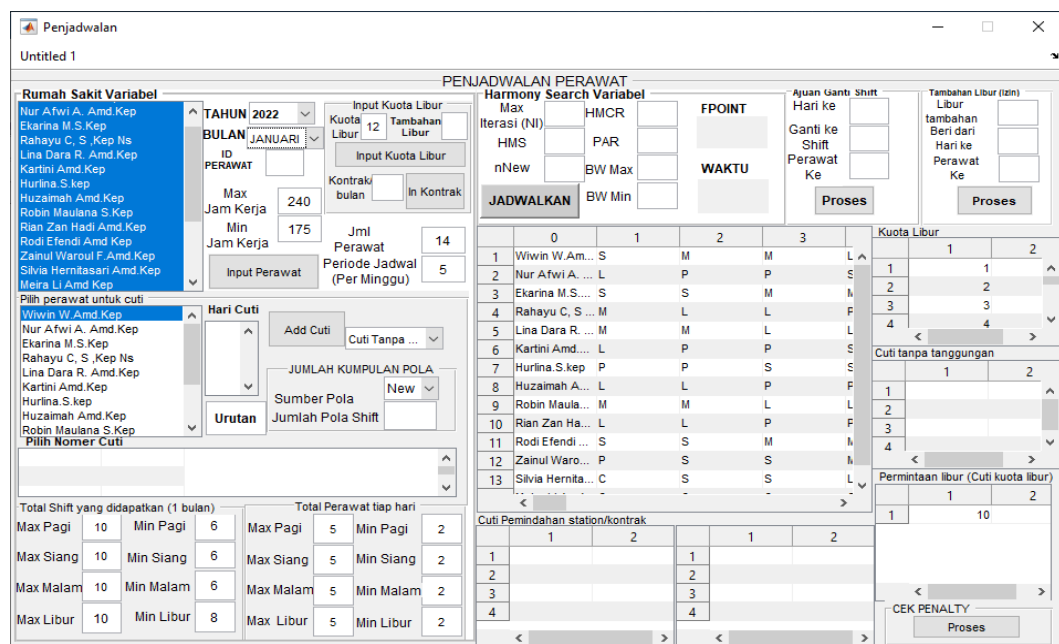 Penjadwalan
Untitled 1
PENJADWALAN PERAWAT
Rumah Sakit Variabel
Nur Afwi A. Amd.Kep
Ekarina M.S.Kep
Rahayu C, S ,Kep Ns
Lina Dara R. Amd.Kep
Kartini Amd.Kep
Hurlina.S.kep
Huzaimah Amd.Kep
Robin Maulana S.Kep
Rian Zan Hadi Amd.Kep
Rodi Efendi Amd Kep
Zainul Waroul F.Amd.Kep
Silvia Hernitasari Amd.Kep
Meira Li Amd Kep
TAHUN 2022
BULAN JANUARI
ID
PERAWAT
Max
Jam Kerja 240
Min
Jam Kerja 175
Input Perawat
Input Kuota Libur
Kuota
Libur 12
Tambahan
Libur
Input Kuota Libur
Kontrak/
bulan
In Kontrak
Jml
Perawat 14
Periode Jadwal
(Per Minggu) 5
Pilih perawat untuk cuti
Wiwin W.Amd.Kep
Nur Afwi A. Amd.Kep
Ekarina M.S.Kep
Rahayu C, S ,Kep Ns
Lina Dara R. Amd.Kep
Kartini Amd.Kep
Hurlina.S.kep
Huzaimah Amd.Kep
Robin Maulana S.Kep
Hari Cuti
Add Cuti
Cuti Tanpa ...
Urutan
JUMLAH KUMPULAN POLA
Sumber Pola New
Jumlah Pola Shift
Pilih Nomer Cuti
Total Shift yang didapatkan (1 bulan)
Max Pagi 10 Min Pagi 6
Max Siang 10 Min Siang 6
Max Malam 10 Min Malam 6
Max Libur 10 Min Libur 8
Total Perawat tiap hari
Max Pagi 5 Min Pagi 2
Max Siang 5 Min Siang 2
Max Malam 5 Min Malam 2
Max Libur 5 Min Libur 2
Harmony Search Variabel
Max
Iterasi (NI)
HMS
nNew
HMCR
PAR
BW Max
BW Min
JADWALKAN
FPOINT
WAKTU
Ajuan Ganti Shift
Hari ke
Ganti ke
Shift
Perawat
Ke
Proses
Tambahan Libur (Izin)
Libur
tambahan
Beri dari
Hari ke
Perawat
Ke
Proses
0 1 2 3
1 Wiwin W.Am... S M M L
2 Nur Afwi A. ... L P P S
3 Ekarina M.S.... S S M M
4 Rahayu C, S ... M L L P
5 Lina Dara R. ... M M L L
6 Kartini Amd.... L P P S
7 Hurlina.S.kep P P S S
8 Huzaimah A... L L P P
9 Robin Maula... M M L L
10 Rian Zan Ha... L L P P
11 Rodi Efendi ... S S M M
12 Zainul Waro... P S S M
13 Silvia Hernita... C S S L
Cuti Pemindahan station/kontrak
1 2
1
2
3
4
1 2
1
2
3
4
Kuota Libur
1 2
1 1
2 2
3 3
4 4
Cuti tanpa tanggungan
1 2
1
2
3
4
Permintaan libur (Cuti kuota libur)
1 2
1 10
CEK PENALTY
Proses